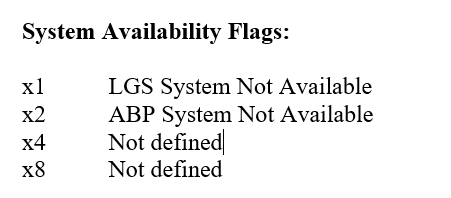 System Availability Flags:
x1 LGS System Not Available
x2 ABP System Not Available
x4 Not defined
x8 Not defined